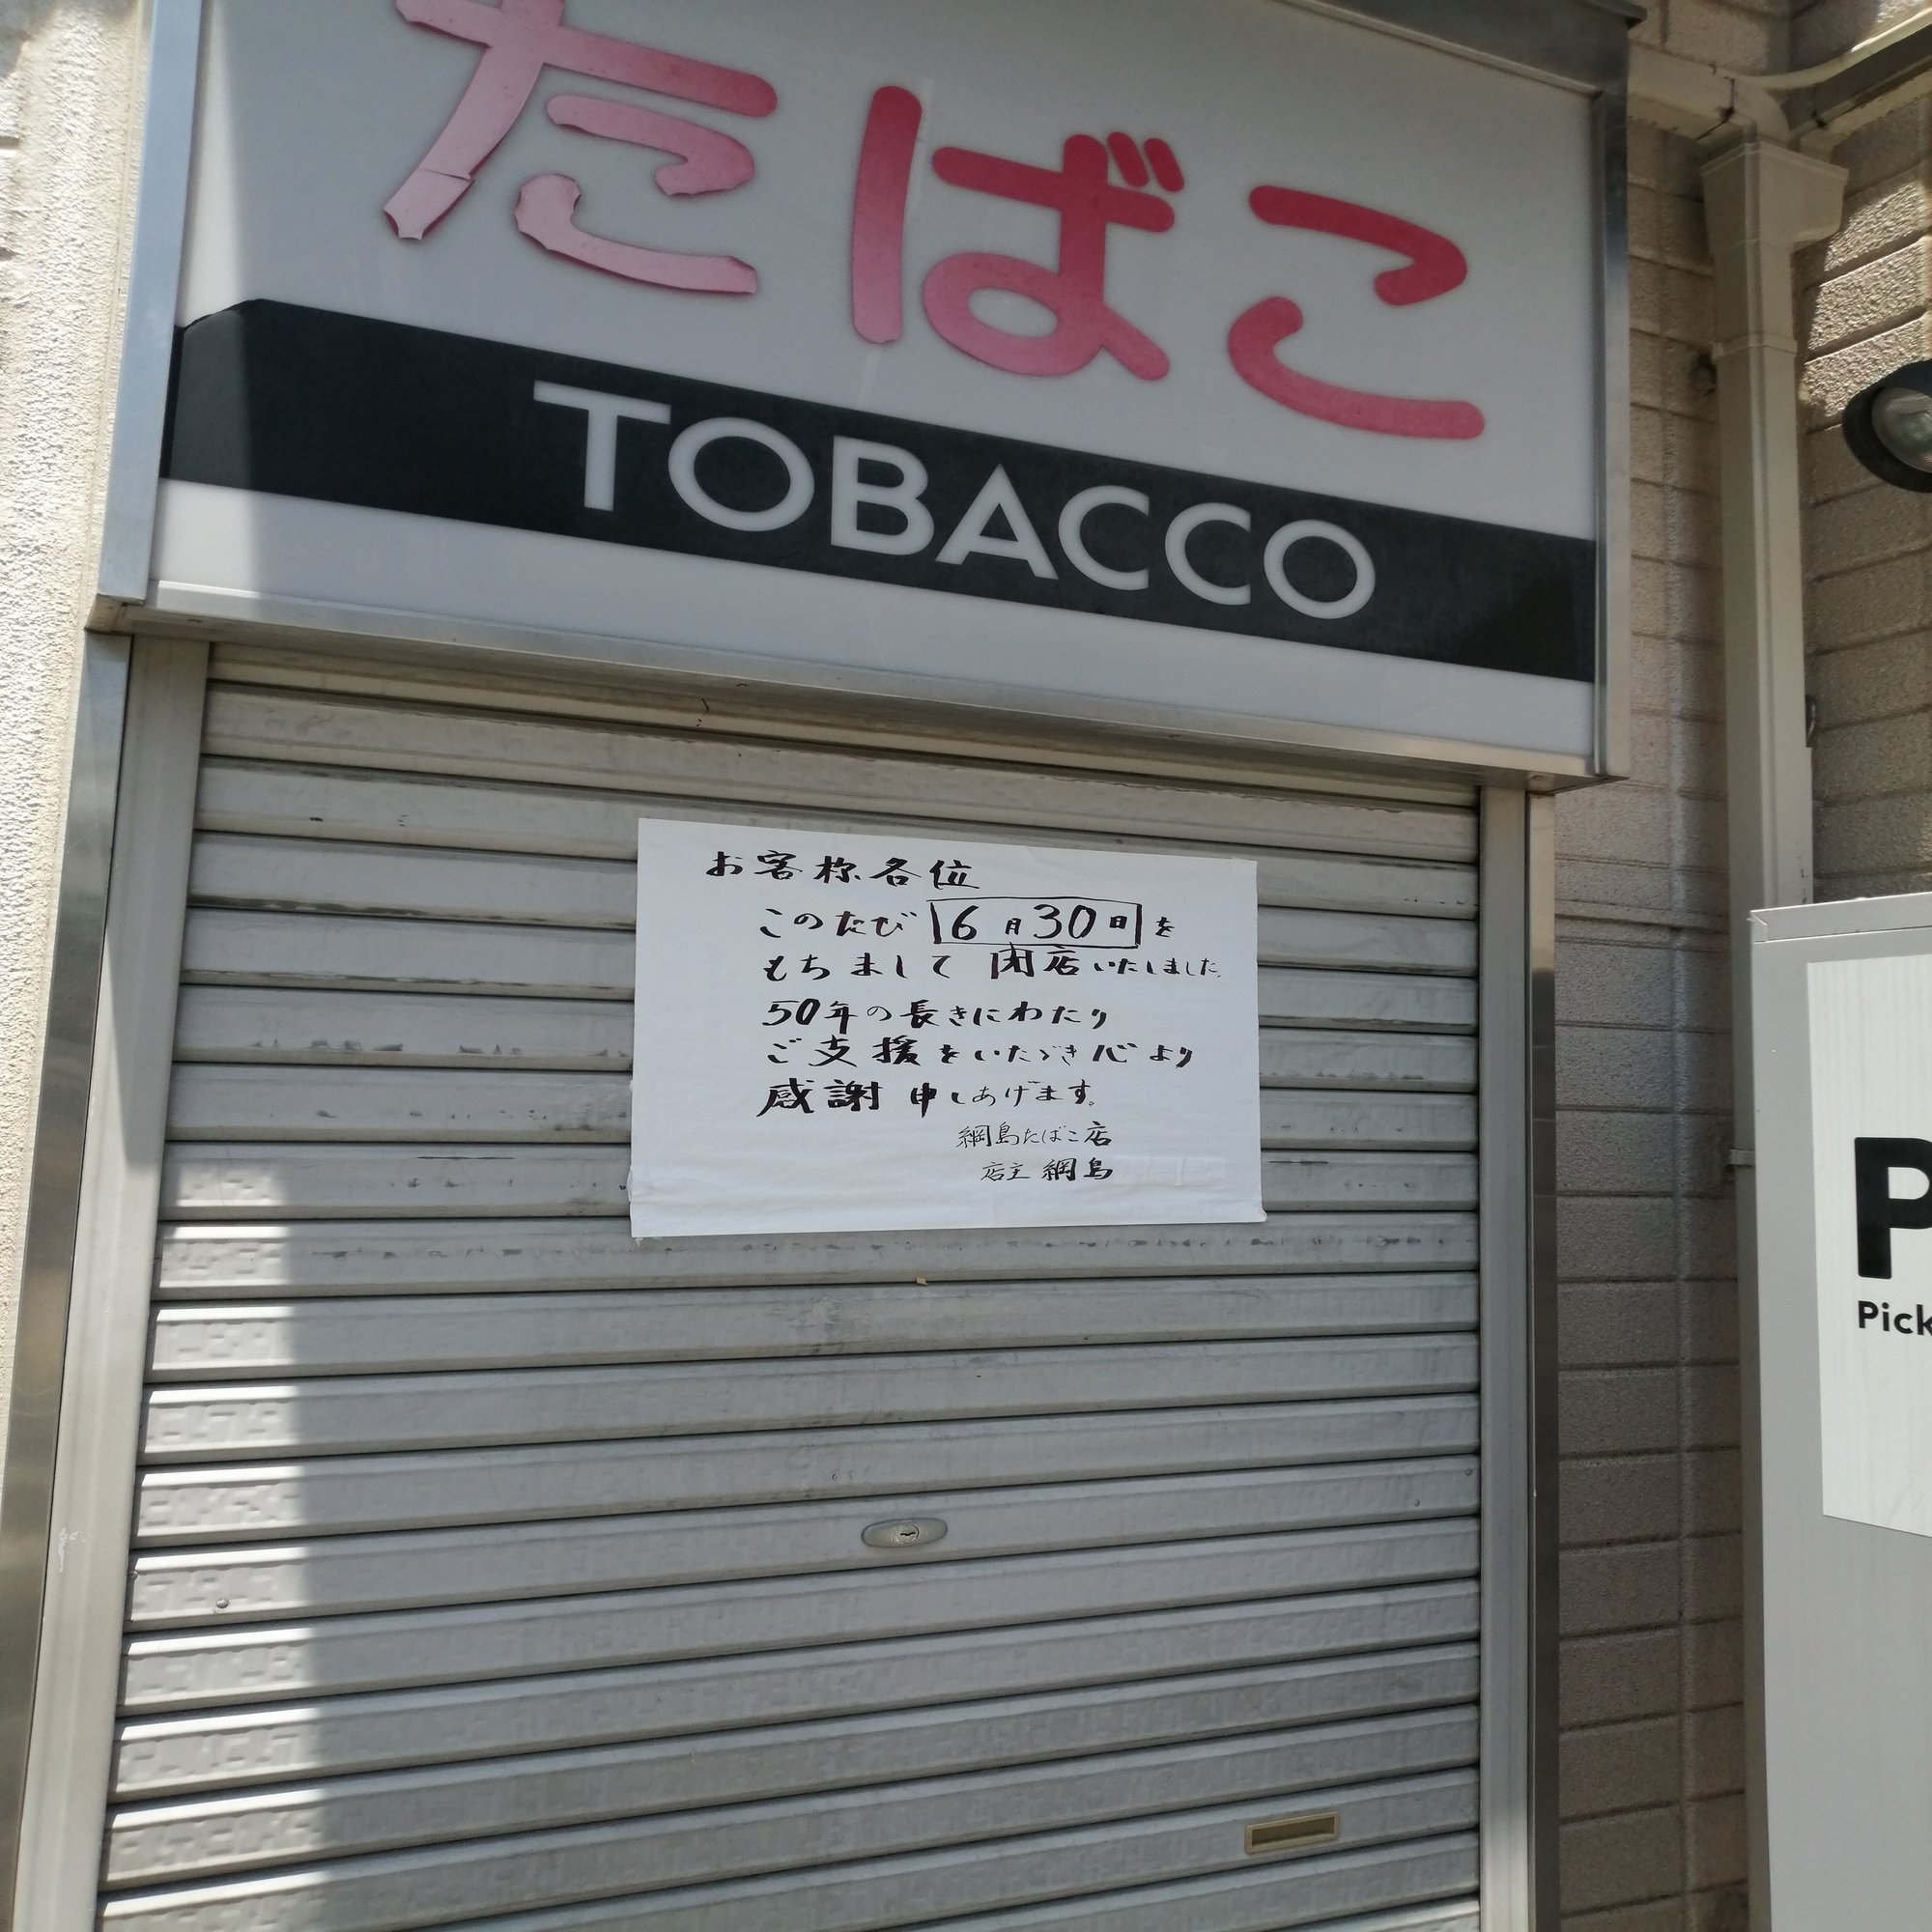 たばこ
TOBACCO
お客様各位
このたび 6月30日を
もちまして 閉店いたしました。
50年の長きにわたり
ご支援をいただき心より
感謝申しあげます。
綱島たばこ店
店主 綱島
P
Pick